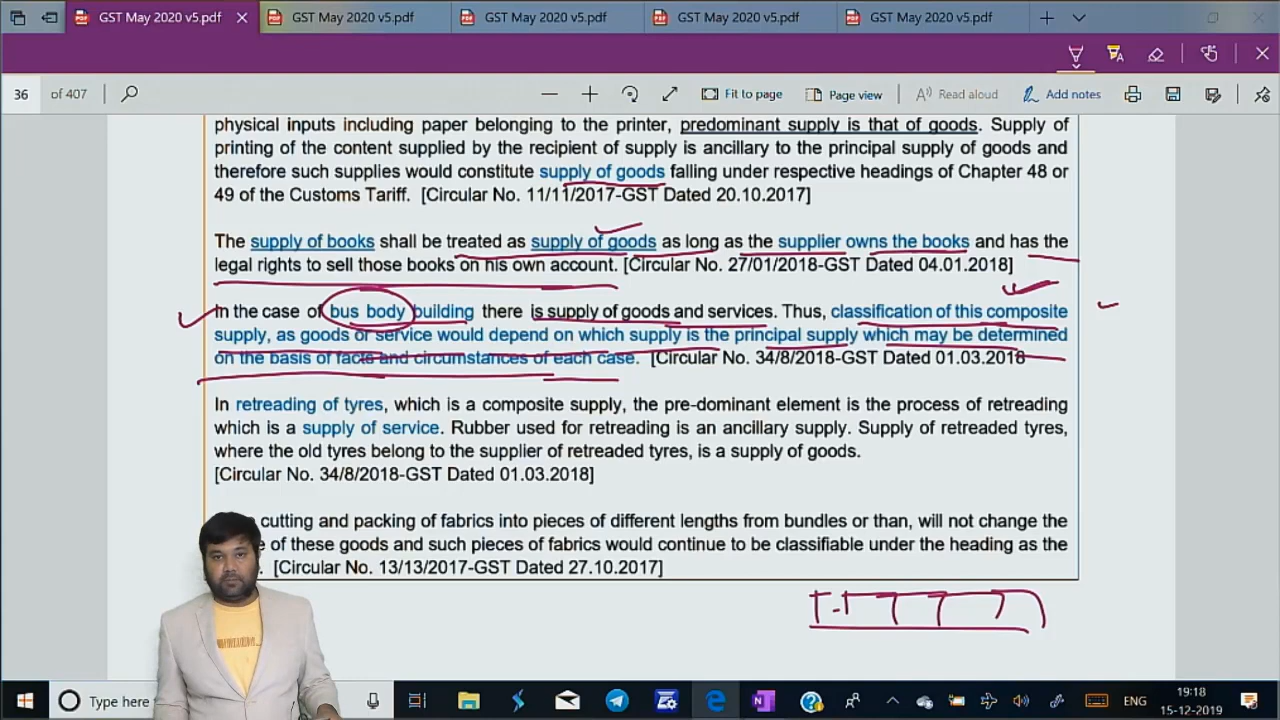 GST May 2020 v5.pdf
GST May 2020 v5.pdf
GST May 2020 v5.pdf
GST May 2020 v5.pdf
GST May 2020 v5.pdf
36 of 407
Fit to page
Page view
Read aloud
Add notes
physical inputs including paper belonging to the printer, predominant supply is that of goods. Supply of
printing of the content supplied by the recipient of supply is ancillary to the principal supply of goods and
therefore such supplies would constitute supply of goods falling under respective headings of Chapter 48 or
49 of the Customs Tariff. [Circular No. 11/11/2017-GST Dated 20.10.2017]
The supply of books shall be treated as supply of goods as long as the supplier owns the books and has the
legal rights to sell those books on his own account. [Circular No. 27/01/2018-GST Dated 04.01.2018]
In the case of bus body building there is supply of goods and services. Thus, classification of this composite
supply, as goods or service would depend on which supply is the principal supply which may be determined
on the basis of facts and circumstances of each case. [Circular No. 34/8/2018-GST Dated 01.03.2018
In retreading of tyres, which is a composite supply, the pre-dominant element is the process of retreading
which is a supply of service. Rubber used for retreading is an ancillary supply. Supply of retreaded tyres,
where the old tyres belong to the supplier of retreaded tyres, is a supply of goods.
[Circular No. 34/8/2018-GST Dated 01.03.2018]
cutting and packing of fabrics into pieces of different lengths from bundles or than, will not change the
of these goods and such pieces of fabrics would continue to be classifiable under the heading as the
[Circular No. 13/13/2017-GST Dated 27.10.2017]
Type here
ENG
19:18
15-12-2019